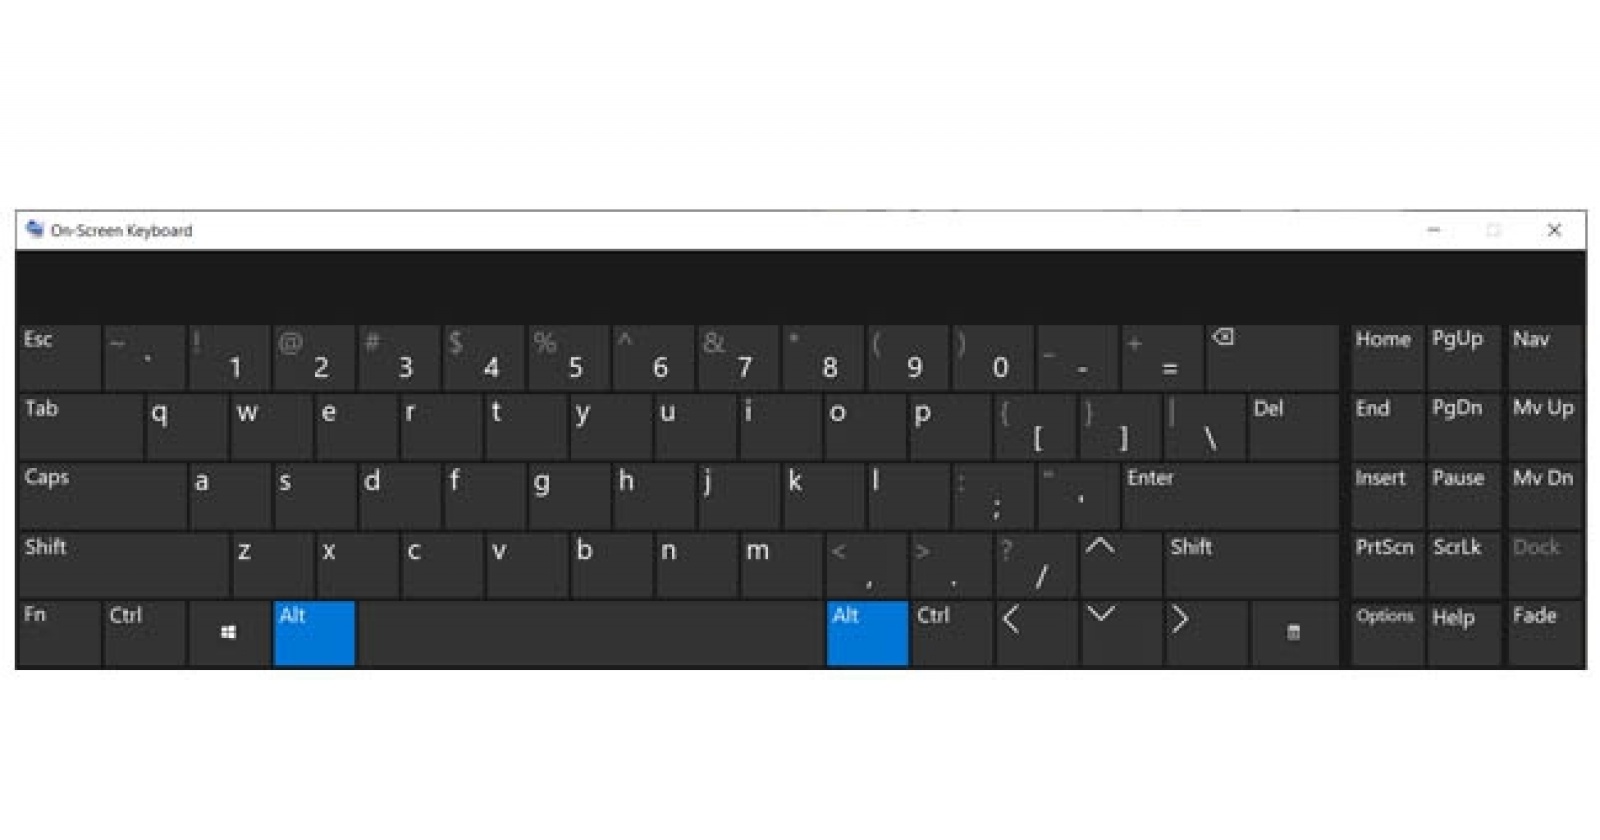 On-Screen Keyboard
Esc ~ ` ! 1 @ 2 # 3 $ 4 % 5 ^ 6 & 7 * 8 ( 9 ) 0 _ - + = Home PgUp Nav
Tab q w e r t y u i o p { [ } ] | \ Del End PgDn Mv Up
Caps a s d f g h j k l : ; " ' Enter Insert Pause Mv Dn
Shift z x c v b n m < , > . ? / Shift PrtScn ScrLk Dock
Fn Ctrl Alt Alt Ctrl Options Help Fade